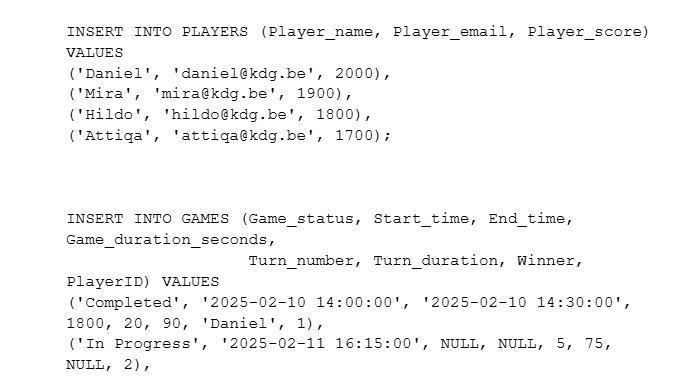 INSERT INTO PLAYERS (Player_name, Player_email, Player_score)
VALUES
('Daniel', 'daniel@kdg.be', 2000),
('Mira', 'mira@kdg.be', 1900),
('Hildo', 'hildo@kdg.be', 1800),
('Attiqa', 'attiqa@kdg.be', 1700);
INSERT INTO GAMES (Game_status, Start_time, End_time,
Game_duration_seconds,
Turn_number, Turn_duration, Winner,
PlayerID) VALUES
('Completed', '2025-02-10 14:00:00', '2025-02-10 14:30:00',
1800, 20, 90, 'Daniel', 1),
('In Progress', '2025-02-11 16:15:00', NULL, NULL, 5, 75,
NULL, 2),